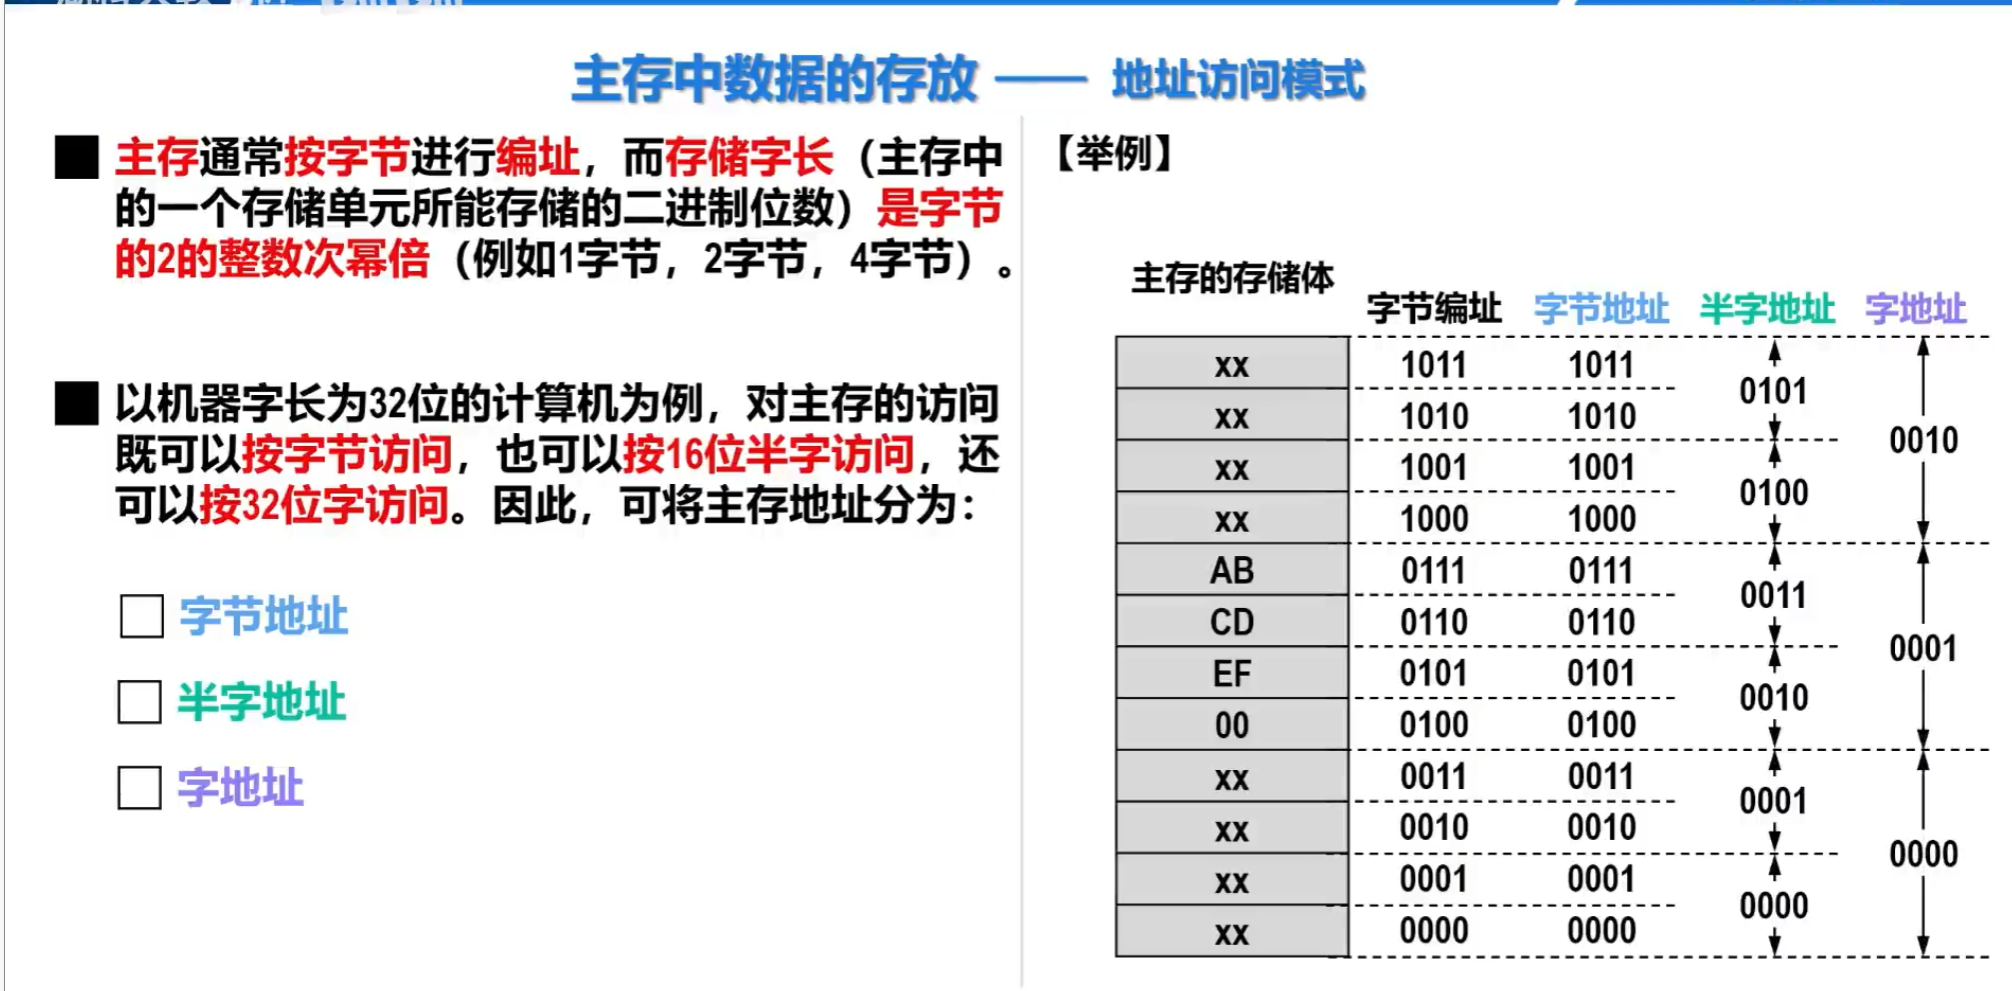 主存中数据的存放 —— 地址访问模式
主存通常按字节进行编址，而存储字长（主存中
的一个存储单元所能存储的二进制位数）是字节
的2的整数次幂倍（例如1字节，2字节，4字节）。
以机器字长为32位的计算机为例，对主存的访问
既可以按字节访问，也可以按16位半字访问，还
可以按32位字访问。因此，可将主存地址分为：
字节地址
半字地址
字地址
【举例】
主存的存储体
字节编址 字节地址 半字地址 字地址
xx 1011 1011
0101
xx 1010 1010
0010
xx 1001 1001
0100
xx 1000 1000
AB 0111 0111
0011
CD 0110 0110
0001
EF 0101 0101
0010
00 0100 0100
xx 0011 0011
0001
xx 0010 0010
0000
xx 0001 0001
0000
xx 0000 0000